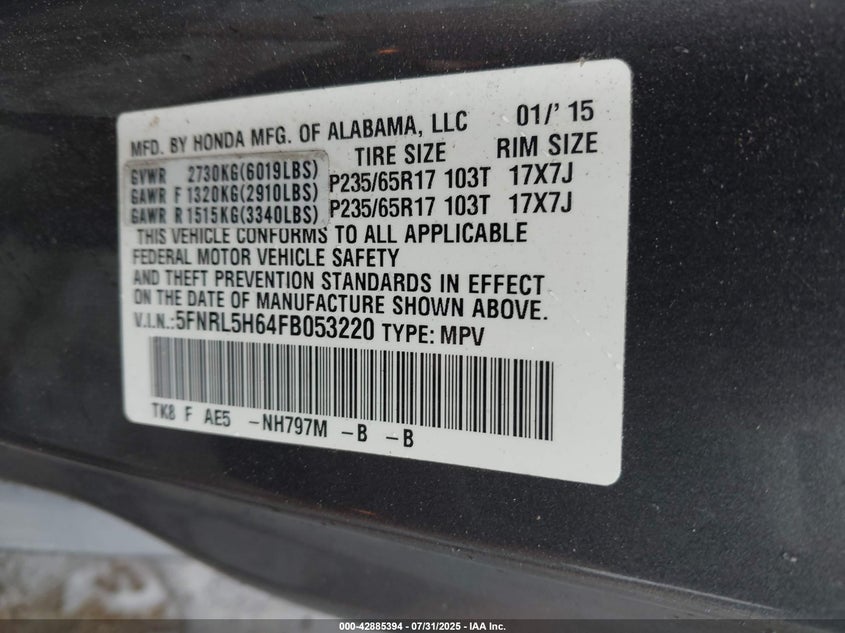 MFD. BY HONDA MFG. OF ALABAMA, LLC 01/'15
TIRE SIZE RIM SIZE
GVWR 2730KG(6019LBS)
GAWR F 1320KG(2910LBS) P235/65R17 103T 17X7J
GAWR R 1515KG(3340LBS) P235/65R17 103T 17X7J
THIS VEHICLE CONFORMS TO ALL APPLICABLE
FEDERAL MOTOR VEHICLE SAFETY
AND THEFT PREVENTION STANDARDS IN EFFECT
ON THE DATE OF MANUFACTURE SHOWN ABOVE.
V.I.N.:5FNRL5H64FB053220 TYPE: MPV
TK8 F AE5 -NH797M -B -B
000-42885394 - 07/31/2025 - IAA Inc.